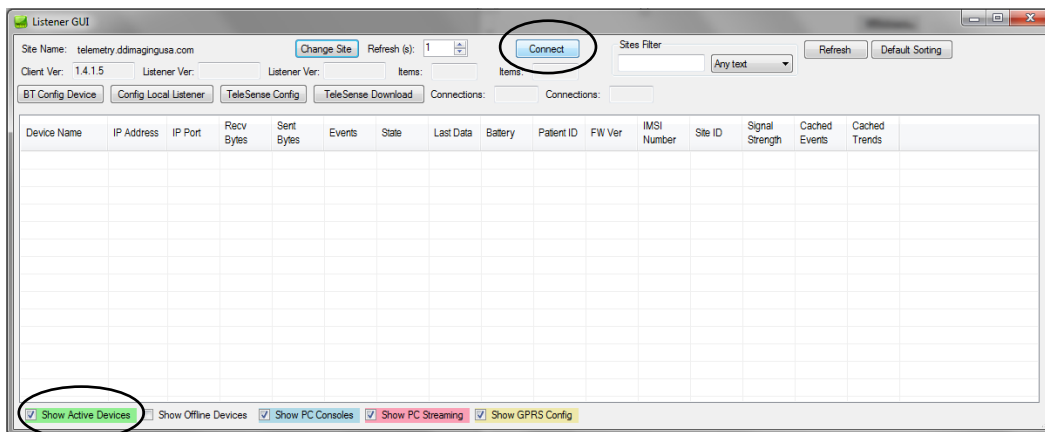 Listener GUI
Site Name: telemetry.ddimagingusa.com Change Site Refresh (s): 1 Connect Sites Filter Any text Refresh Default Sorting
Client Ver: 1.4.1.5 Listener Ver: Listener Ver: Items: Items:
BT Config Device Config Local Listener TeleSense Config TeleSense Download Connections: Connections:
Device Name IP Address IP Port Recv Bytes Sent Bytes Events State Last Data Battery Patient ID FW Ver IMSI Number Site ID Signal Strength Cached Events Cached Trends
Show Active Devices Show Offline Devices Show PC Consoles Show PC Streaming Show GPRS Config